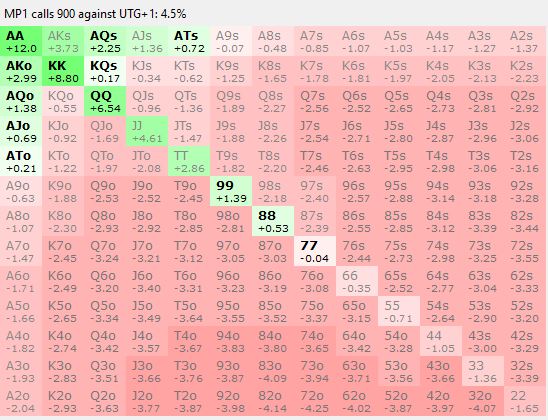 MP1 calls 900 against UTG+1: 4.5%
AA AKs AQs AJs ATs A9s A8s A7s A6s A5s A4s A3s A2s
+12.0 +3.73 +2.25 +1.36 +0.72 -0.07 -0.48 -0.85 -1.07 -1.03 -1.17 -1.27 -1.37
AKo KK KQs KJs KTs K9s K8s K7s K6s K5s K4s K3s K2s
+2.99 +8.80 +0.17 -0.34 -0.62 -1.25 -1.65 -1.78 -1.81 -1.97 -2.05 -2.13 -2.23
AQo KQo QQ QJs QTs Q9s Q8s Q7s Q6s Q5s Q4s Q3s Q2s
+1.38 -0.55 +6.54 -0.96 -1.36 -1.89 -2.27 -2.56 -2.52 -2.65 -2.73 -2.81 -2.92
AJo KJo QJo JJ JTs J9s J8s J7s J6s J5s J4s J3s J2s
+0.69 -0.92 -1.69 +4.61 -1.47 -1.88 -2.26 -2.54 -2.71 -2.80 -2.87 -2.96 -3.06
ATo KTo QTo JTo TT T9s T8s T7s T6s T5s T4s T3s T2s
+0.21 -1.22 -1.97 -2.08 +2.86 -1.82 -2.20 -2.46 -2.63 -2.95 -2.98 -3.06 -3.16
A9o K9o Q9o J9o T9o 99 98s 97s 96s 95s 94s 93s 92s
-0.63 -1.88 -2.53 -2.52 -2.45 +1.39 -2.18 -2.40 -2.57 -2.88 -3.14 -3.18 -3.28
A8o K8o Q8o J8o T8o 98o 88 87s 86s 85s 84s 83s 82s
-1.07 -2.30 -2.93 -2.92 -2.85 -2.81 +0.53 -2.39 -2.55 -2.85 -3.12 -3.39 -3.44
A7o K7o Q7o J7o T7o 97o 87o 77 76s 75s 74s 73s 72s
-1.47 -2.45 -3.24 -3.21 -3.12 -3.05 -3.03 -0.04 -2.44 -2.73 -2.98 -3.25 -3.55
A6o K6o Q6o J6o T6o 96o 86o 76o 66 65s 64s 63s 62s
-1.71 -2.49 -3.20 -3.40 -3.31 -3.23 -3.19 -3.08 -0.35 -2.52 -2.77 -3.04 -3.33
A5o K5o Q5o J5o T5o 95o 85o 75o 65o 55 54s 53s 52s
-1.66 -2.65 -3.34 -3.49 -3.64 -3.55 -3.52 -3.37 -3.15 -0.71 -2.64 -2.90 -3.20
A4o K4o Q4o J4o T4o 94o 84o 74o 64o 54o 44 43s 42s
-1.82 -2.74 -3.42 -3.57 -3.67 -3.83 -3.80 -3.65 -3.42 -3.28 -1.05 -3.00 -3.29
A3o K3o Q3o J3o T3o 93o 83o 73o 63o 53o 43o 33 32s
-1.93 -2.83 -3.51 -3.66 -3.76 -3.87 -4.09 -3.94 -3.71 -3.56 -3.66 -1.36 -3.39
A2o K2o Q2o J2o T2o 92o 82o 72o 62o 52o 42o 32o 22
-2.04 -2.93 -3.63 -3.77 -3.87 -3.98 -4.14 -4.25 -4.02 -3.87 -3.97 -4.07 -1.65